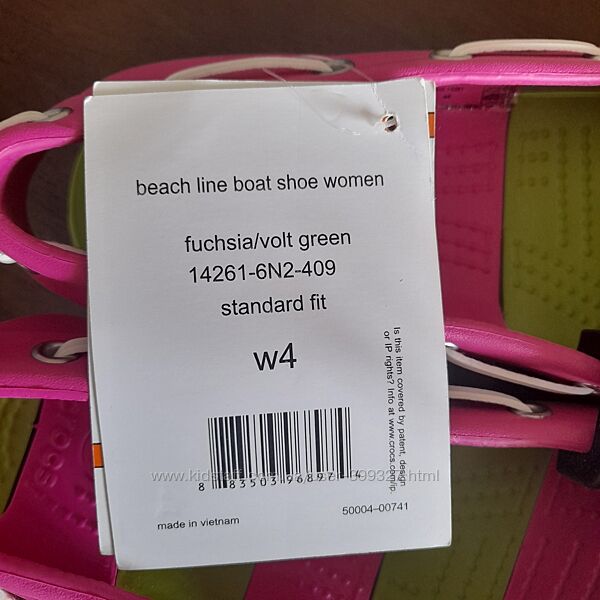 beach line boat shoe women
fuchsia/volt green
14261-6N2-409
standard fit
w4
Is this item covered by patent, design
or IP rights? Info at www.crocs.com/ip.
made in vietnam
50004-00741